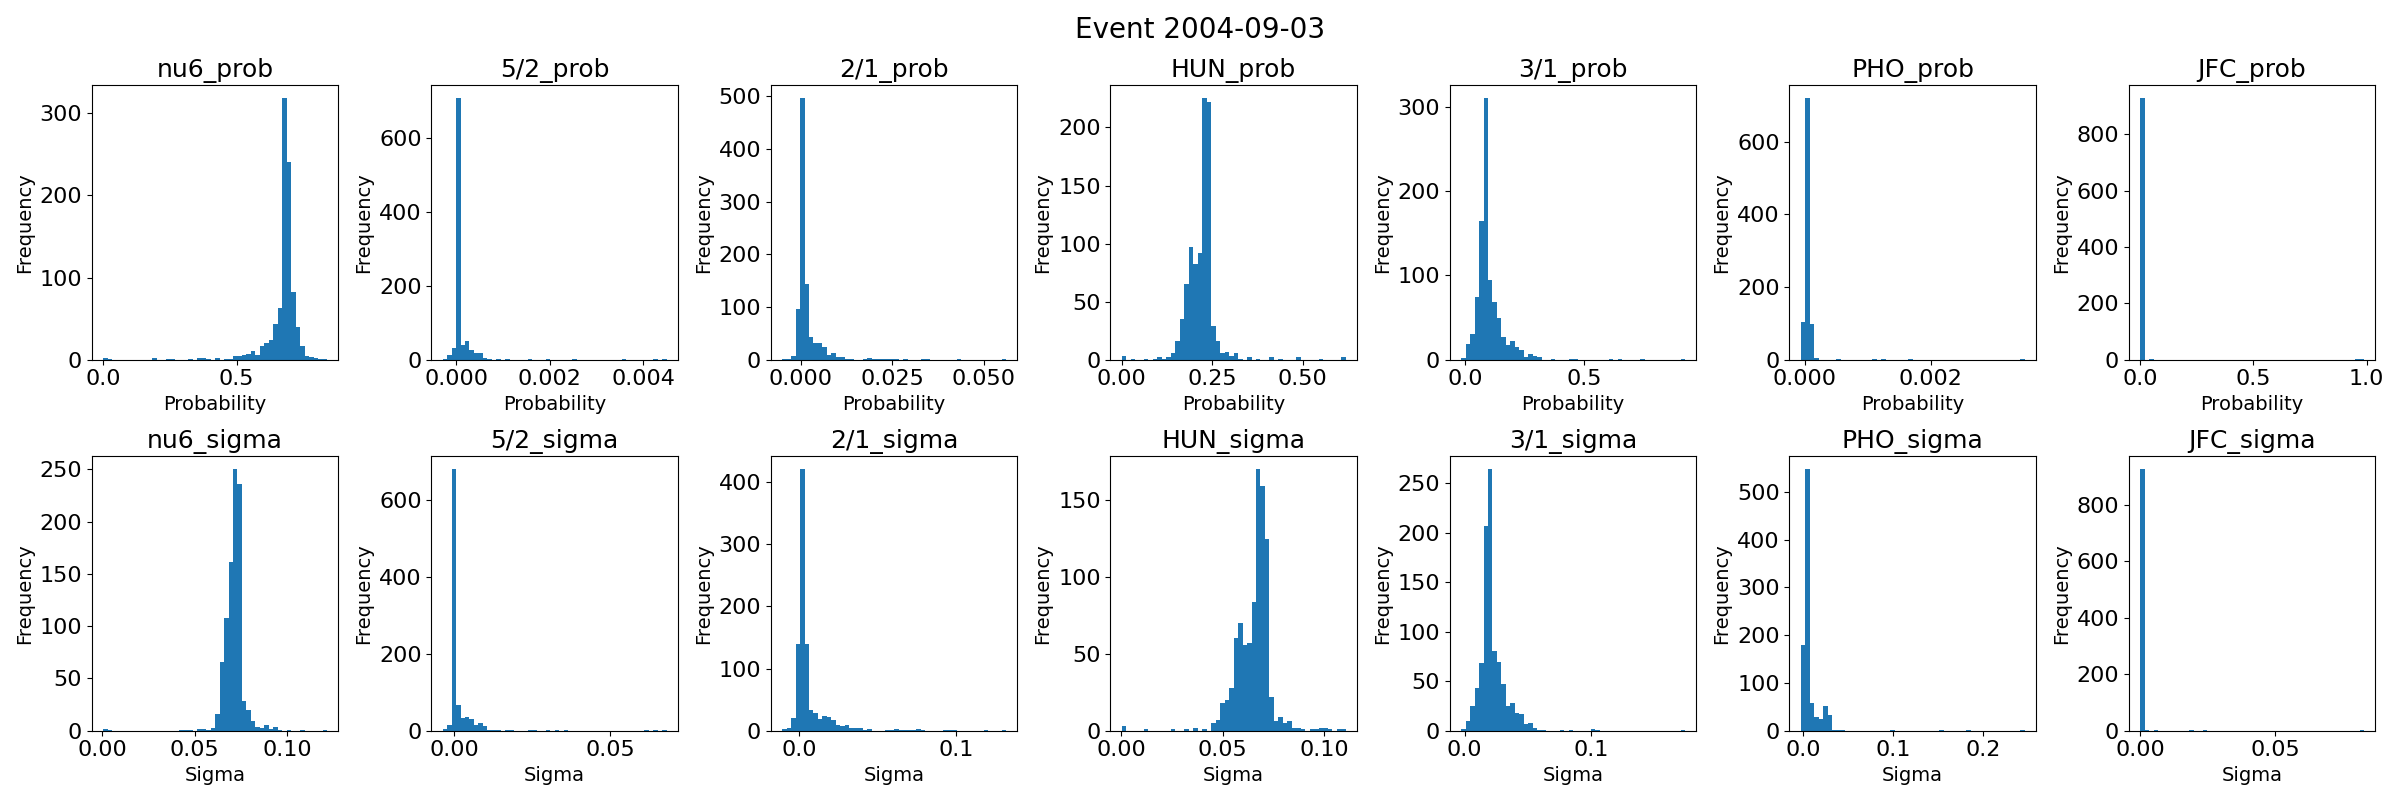 Event 2004-09-03
nu6_prob 5/2_prob 2/1_prob HUN_prob 3/1_prob PHO_prob JFC_prob
Frequency
300
200
100
0
0.0 0.5
Probability
Frequency
600
400
200
0
0.000 0.002 0.004
Probability
Frequency
500
400
300
200
100
0
0.000 0.025 0.050
Probability
Frequency
200
150
100
50
0
0.00 0.25 0.50
Probability
Frequency
300
200
100
0
0.0 0.5
Probability
Frequency
600
400
200
0
0.000 0.002
Probability
Frequency
800
600
400
200
0
0.0 0.5 1.0
Probability
nu6_sigma 5/2_sigma 2/1_sigma HUN_sigma 3/1_sigma PHO_sigma JFC_sigma
Frequency
250
200
150
100
50
0
0.00 0.05 0.10
Sigma
Frequency
600
400
200
0
0.00 0.05
Sigma
Frequency
400
300
200
100
0
0.0 0.1
Sigma
Frequency
150
100
50
0
0.00 0.05 0.10
Sigma
Frequency
250
200
150
100
50
0
0.0 0.1
Sigma
Frequency
500
400
300
200
100
0
0.0 0.1 0.2
Sigma
Frequency
800
600
400
200
0
0.00 0.05
Sigma